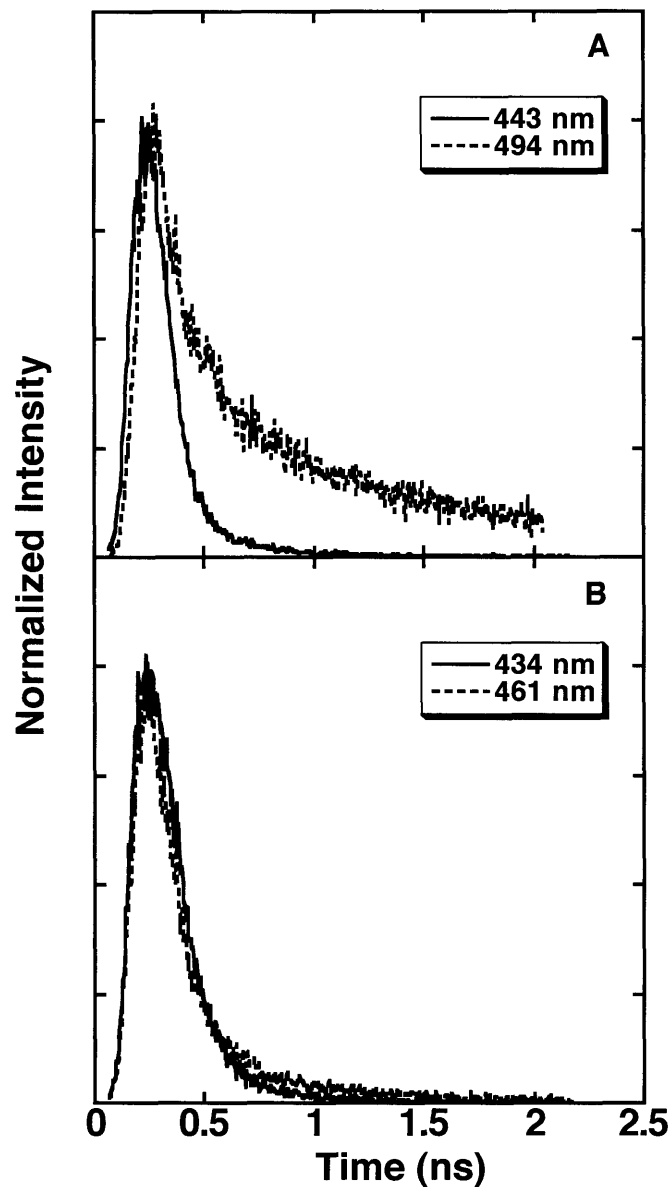 A
443 nm
494 nm
Normalized Intensity
B
434 nm
461 nm
0 0.5 1 1.5 2 2.5
Time (ns)